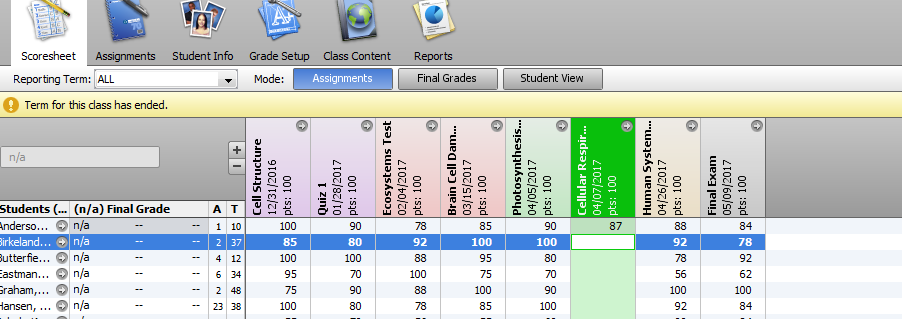 Scoresheet Assignments Student Info Grade Setup Class Content Reports
Reporting Term: ALL Mode: Assignments Final Grades Student View
Term for this class has ended.
n/a + −
Cell Structure 12/31/2016 pts: 100
Quiz 1 01/28/2017 pts: 100
Ecosystems Test 02/04/2017 pts: 100
Brain Cell Dam... 03/15/2017 pts: 100
Photosynthesis... 04/05/2017 pts: 100
Cellular Respir... 04/07/2017 pts: 100
Human System... 04/26/2017 pts: 100
Final Exam 05/09/2017 pts: 100
Students (... (n/a) Final Grade A T
Anderso... n/a -- -- 1 10 100 90 78 85 90 87 88 84
Birkeland... n/a -- -- 2 37 85 80 92 100 100 92 78
Butterfie... n/a -- -- 4 12 100 100 88 95 80 78 92
Eastman... n/a -- -- 6 34 95 70 100 75 70 56 62
Graham,... n/a -- -- 2 48 75 90 88 100 90 100 100
Hansen, ... n/a -- -- 23 38 100 80 78 85 100 92 84